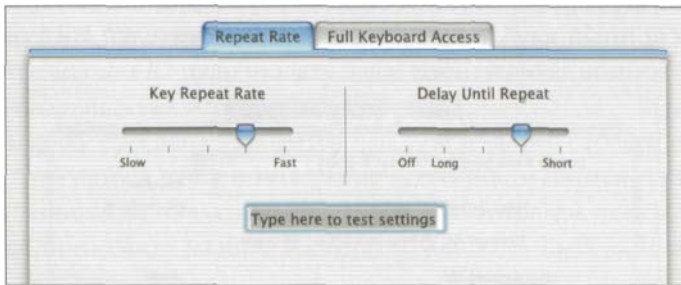 Repeat Rate Full Keyboard Access
Key Repeat Rate Delay Until Repeat
Slow Fast Off Long Short
Type here to test settings